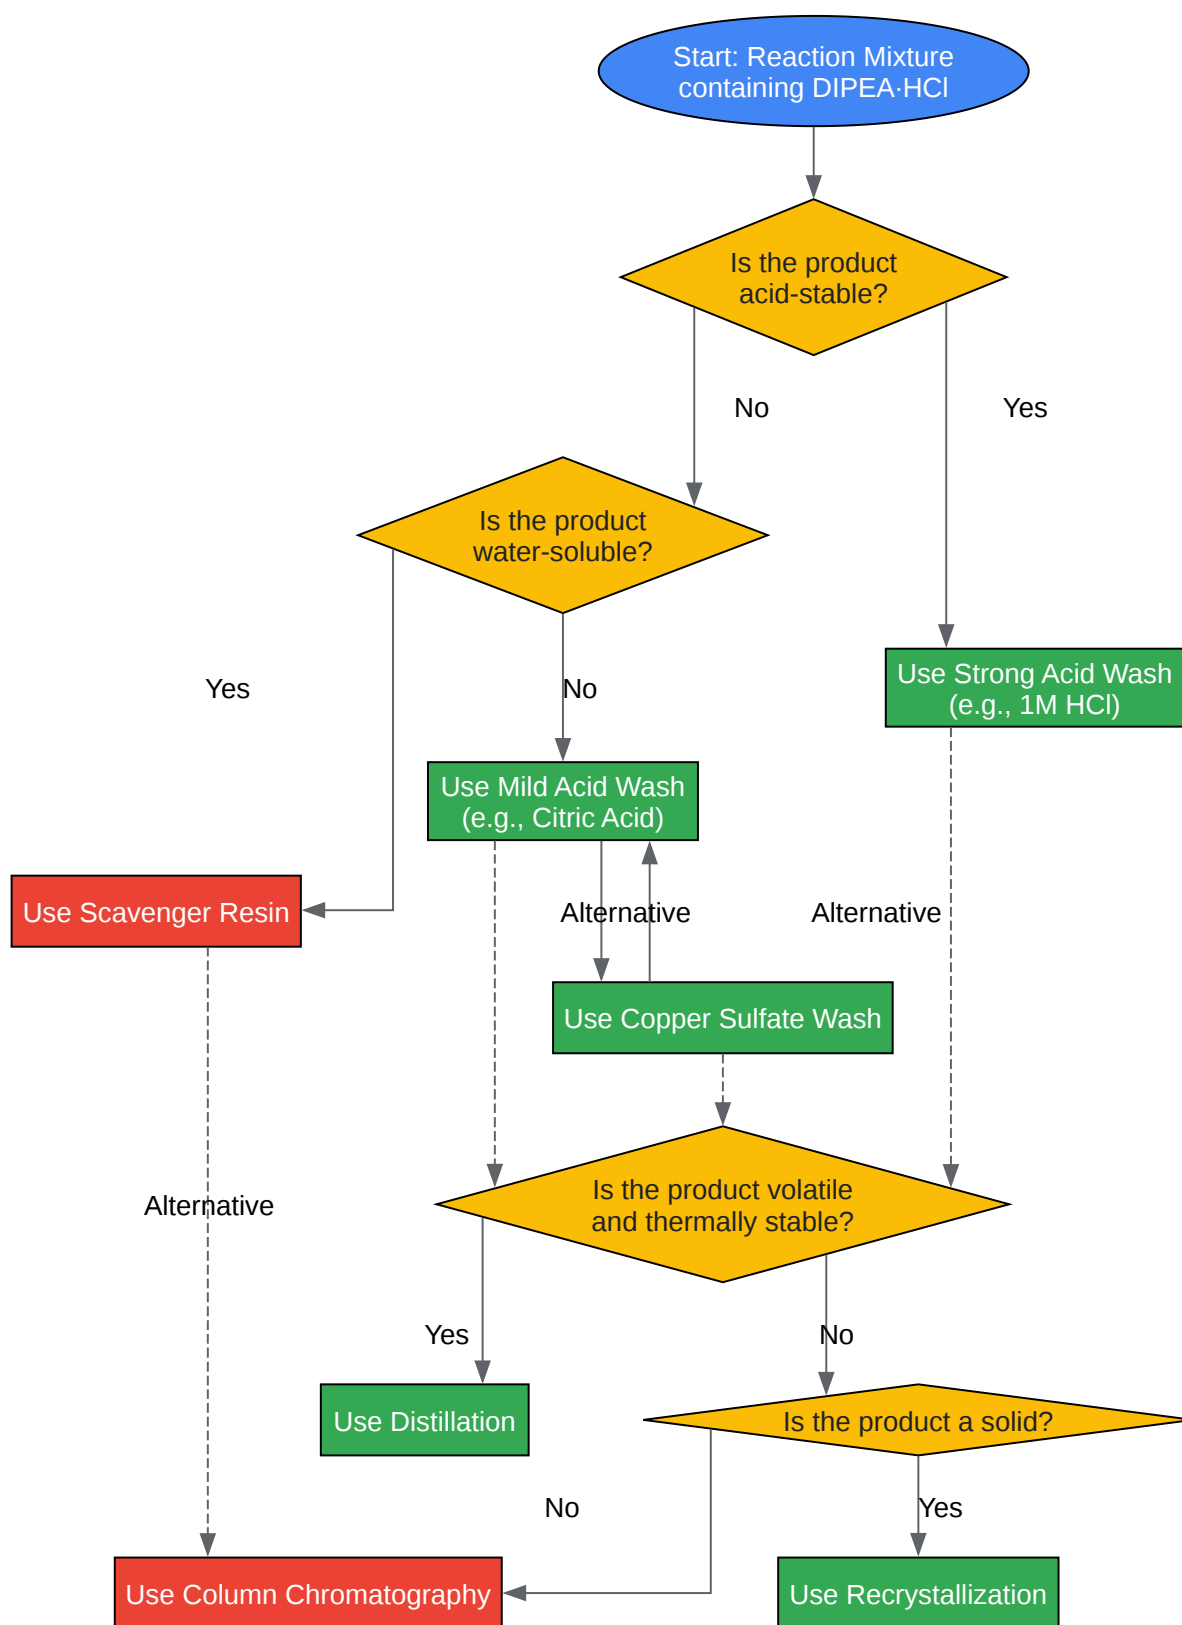 Start: Reaction Mixture
containing DIPEA·HCl
Is the product
acid-stable?
No
Yes
Is the product
water-soluble?
Yes
No
Use Strong Acid Wash
(e.g., 1M HCl)
Use Mild Acid Wash
(e.g., Citric Acid)
Use Scavenger Resin
Alternative
Alternative
Use Copper Sulfate Wash
Is the product volatile
and thermally stable?
Alternative
Yes
No
Use Distillation
Is the product a solid?
No
Yes
Use Column Chromatography
Use Recrystallization